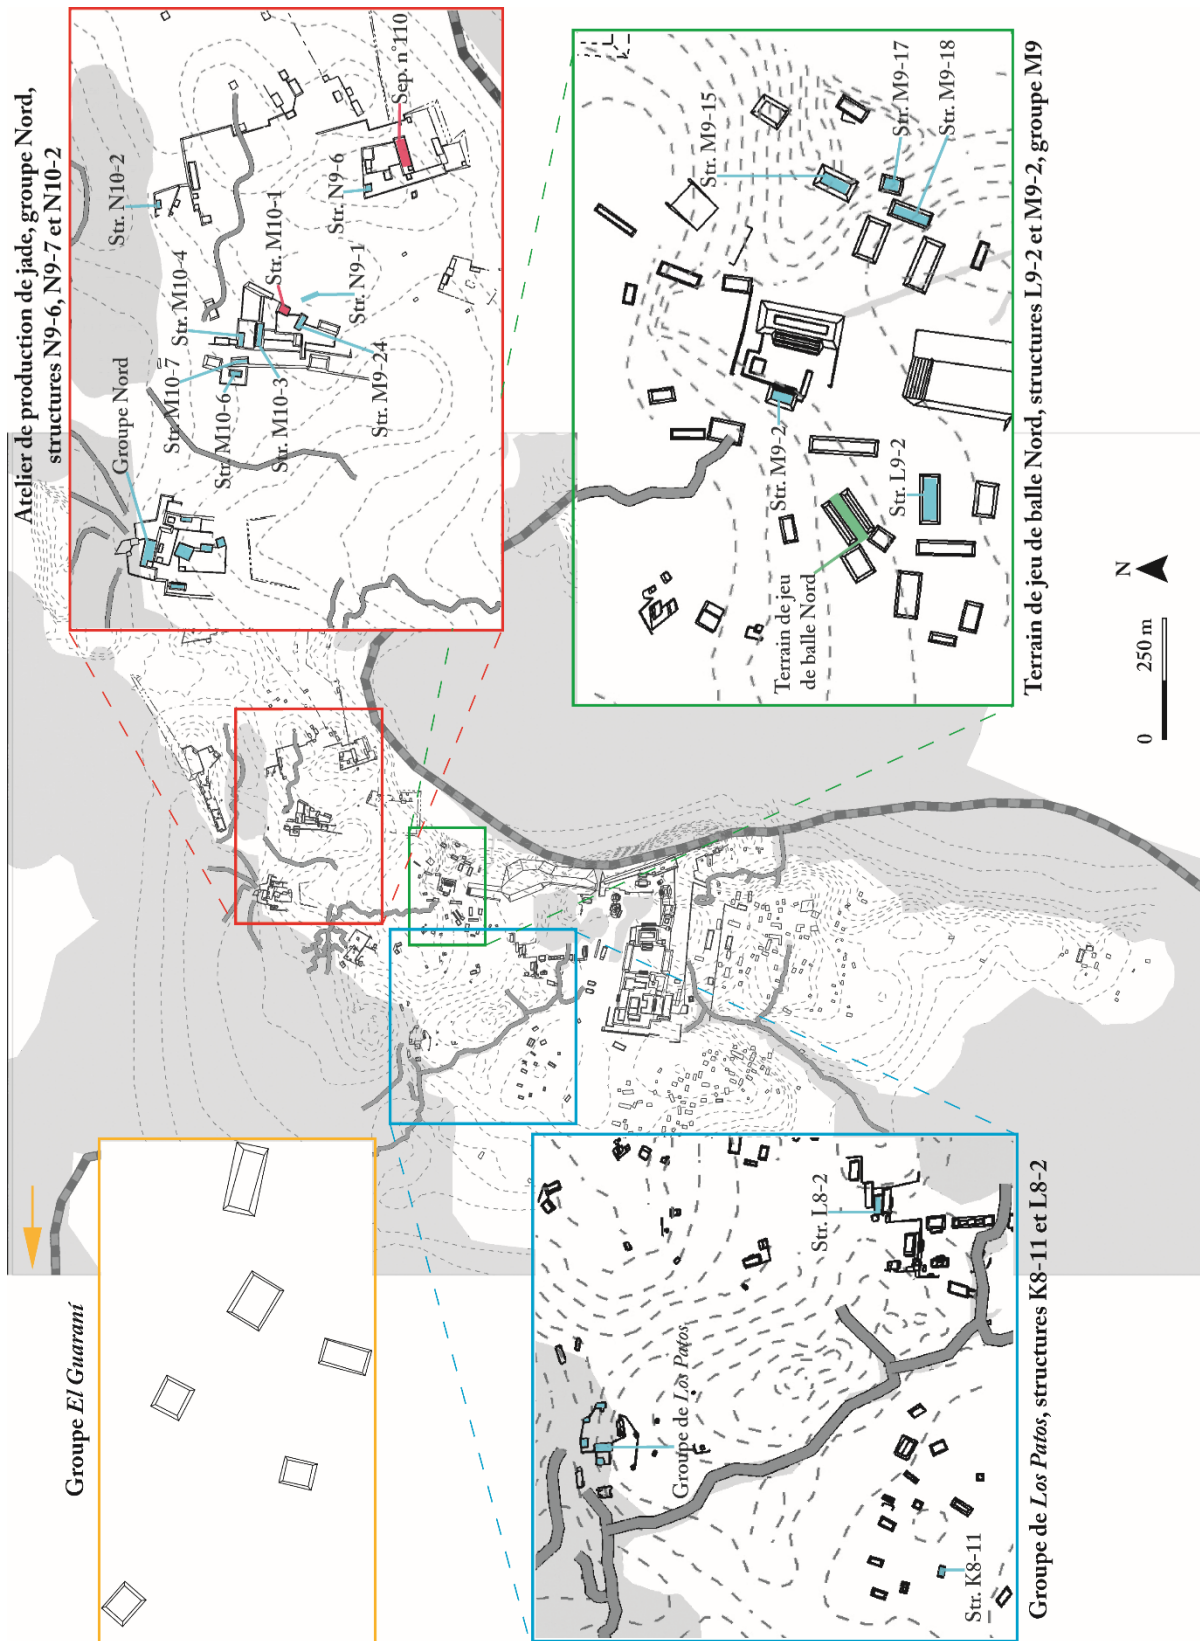 Groupe El Guaraní
Atelier de production de jade, groupe Nord,
structures N9-6, N9-7 et N10-2
Groupe Nord
Str. M10-7
Str. M10-6
Str. M10-4
Str. M10-3
Str. N10-2
Str. M10-1
Str. N9-1
Str. M9-24
Str. N9-6
Sep. n°110
Groupe de Los Patos
Str. K8-11
Str. L8-2
Groupe de Los Patos, structures K8-11 et L8-2
Terrain de jeu
de balle Nord
Str. M9-2
Str. L9-2
Str. M9-15
Str. M9-17
Str. M9-18
Terrain de jeu de balle Nord, structures L9-2 et M9-2, groupe M9
0
250 m
N